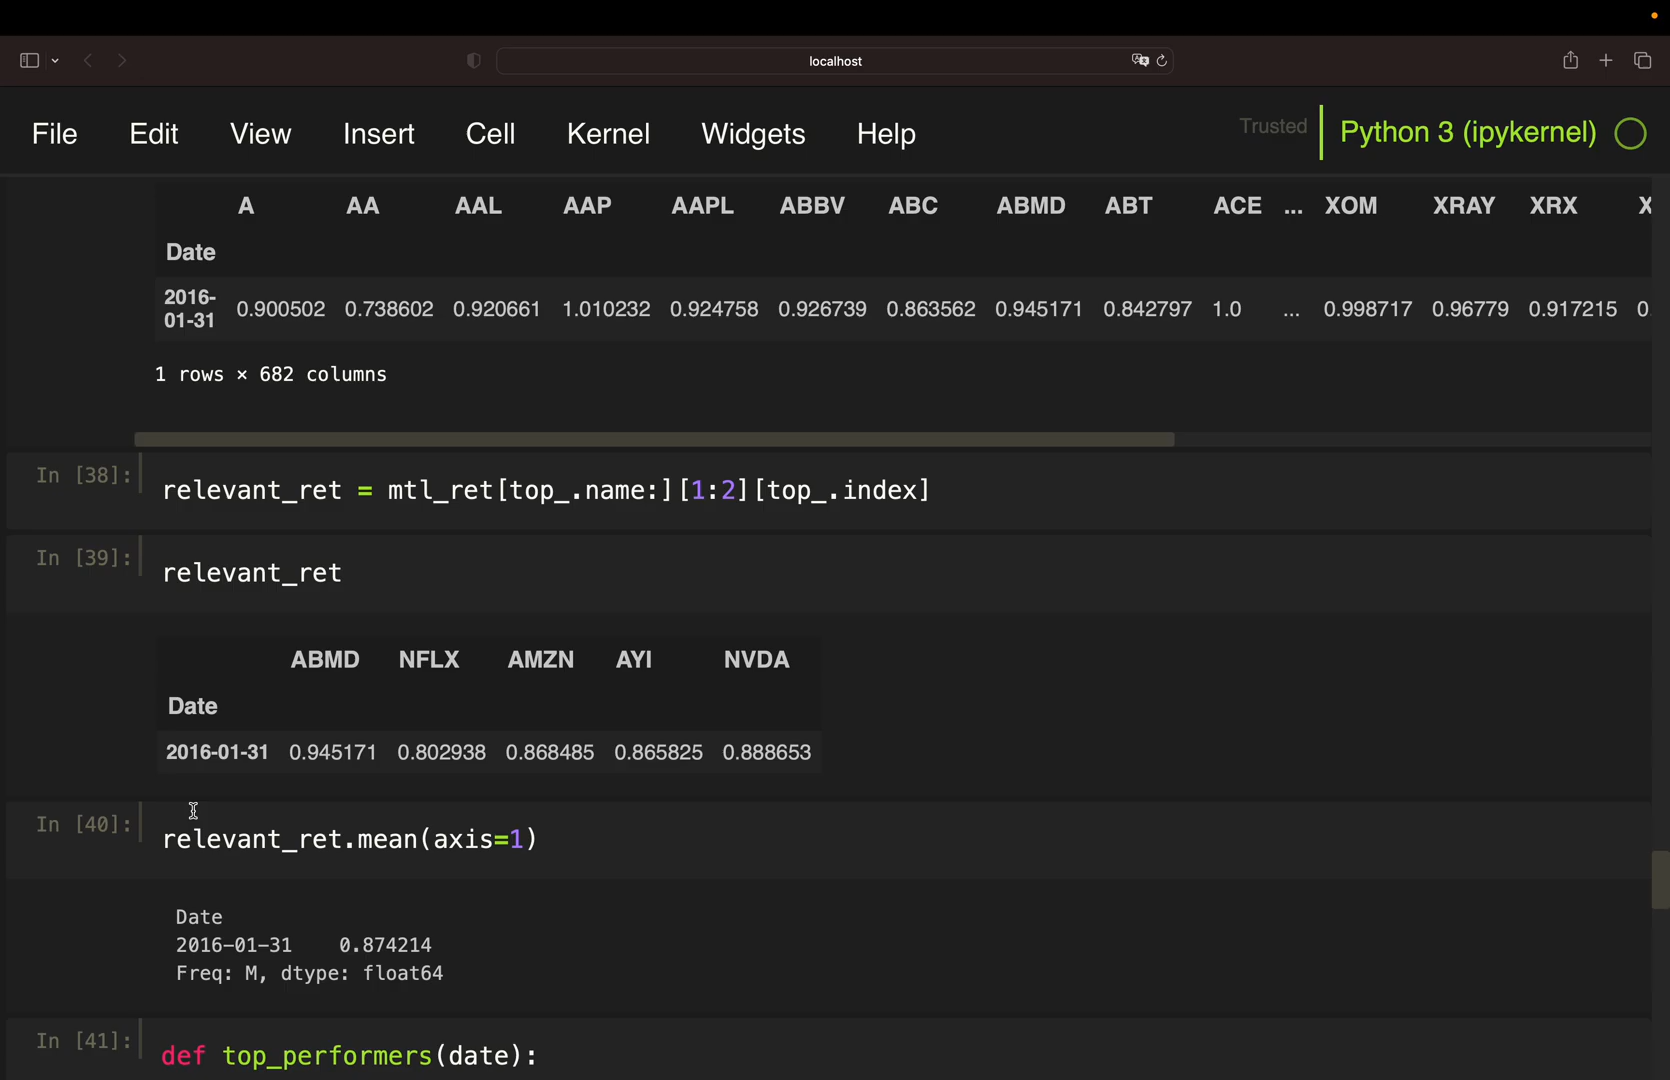 localhost
File Edit View Insert Cell Kernel Widgets Help Trusted Python 3 (ipykernel)
A AA AAL AAP AAPL ABBV ABC ABMD ABT ACE ... XOM XRAY XRX X
Date
2016-
01-31 0.900502 0.738602 0.920661 1.010232 0.924758 0.926739 0.863562 0.945171 0.842797 1.0 ... 0.998717 0.96779 0.917215 0.
1 rows × 682 columns
In [38]: relevant_ret = mtl_ret[top_.name:][1:2][top_.index]
In [39]: relevant_ret
ABMD NFLX AMZN AYI NVDA
Date
2016-01-31 0.945171 0.802938 0.868485 0.865825 0.888653
In [40]: relevant_ret.mean(axis=1)
Date
2016-01-31 0.874214
Freq: M, dtype: float64
In [41]: def top_performers(date):